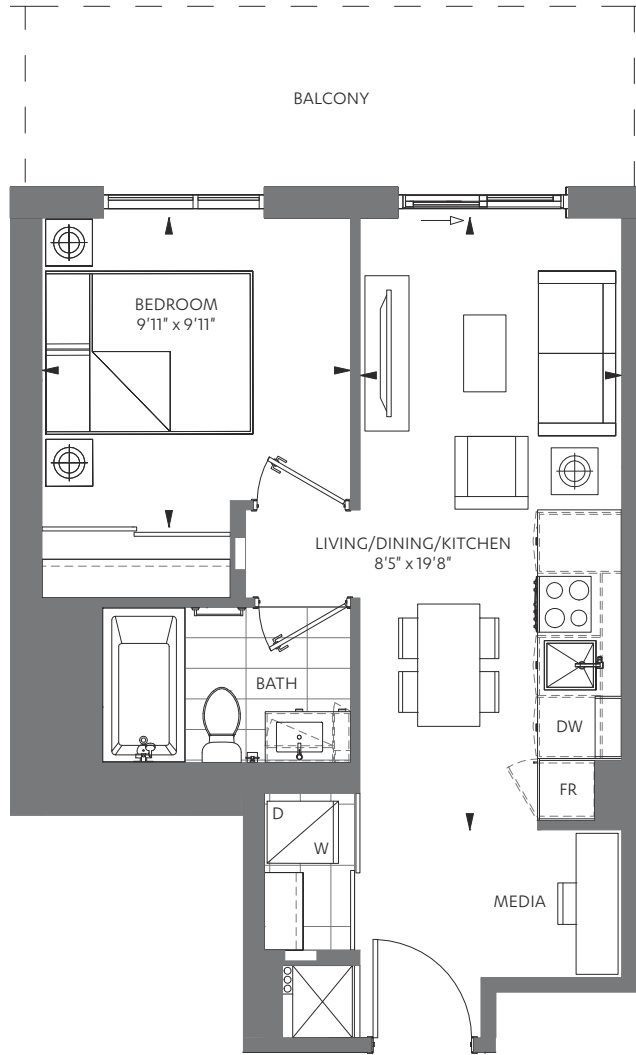 BALCONY
BEDROOM
9'11" x 9'11"
LIVING/DINING/KITCHEN
8'5" x 19'8"
BATH
DW
FR
D
W
MEDIA